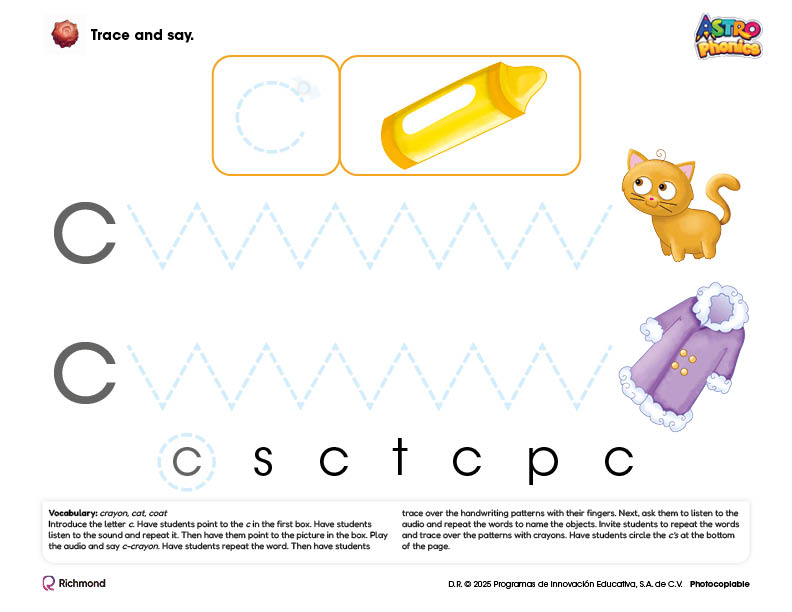 Trace and say.
ASTRO
Phonics
c
C
C
c s c t c p c
Vocabulary: crayon, cat, coat
Introduce the letter c. Have students point to the c in the first box. Have students
listen to the sound and repeat it. Then have them point to the picture in the box. Play
the audio and say c-crayon. Have students repeat the word. Then have students
trace over the handwriting patterns with their fingers. Next, ask them to listen to the
audio and repeat the words to name the objects. Invite students to repeat the words
and trace over the patterns with crayons. Have students circle the c's at the bottom
of the page.
Richmond
D.R. © 2025 Programas de Innovación Educativa, S.A. de C.V. Photocopiable